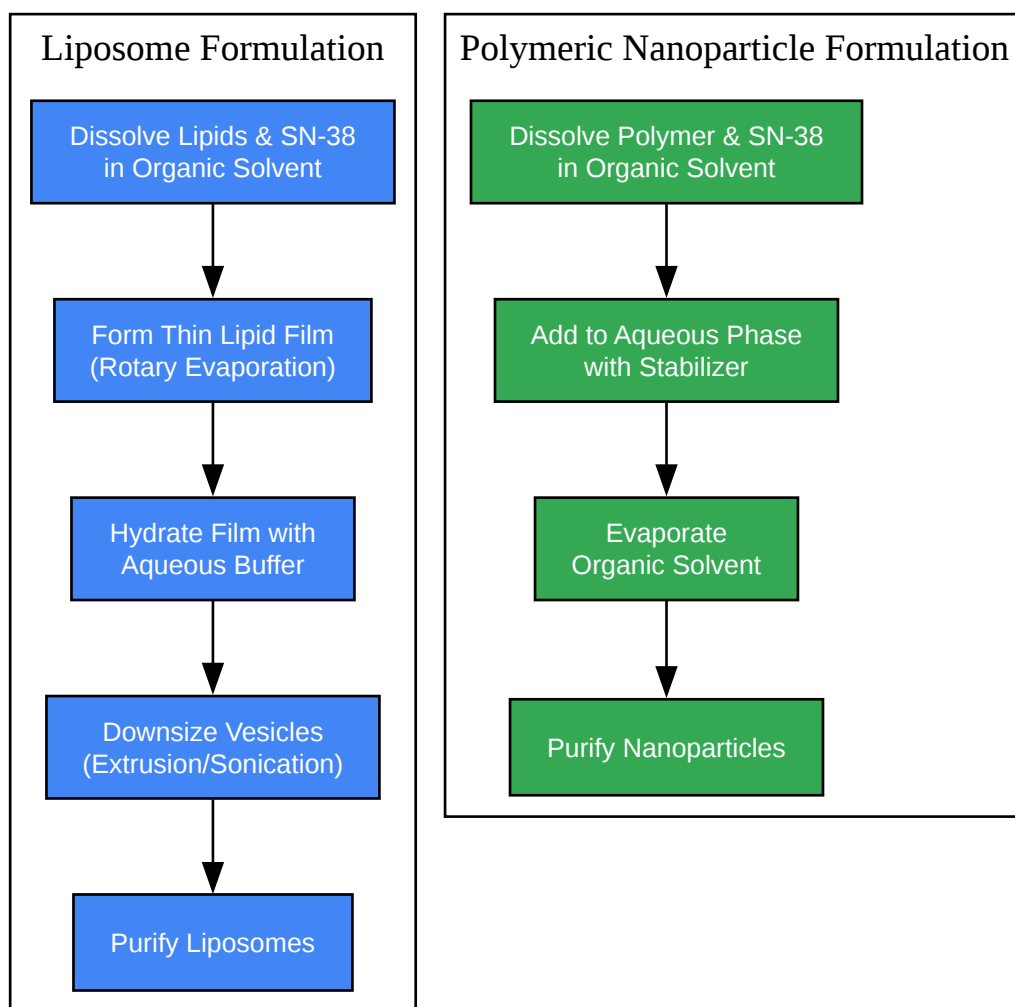 Liposome Formulation
Dissolve Lipids & SN-38
in Organic Solvent
Form Thin Lipid Film
(Rotary Evaporation)
Hydrate Film with
Aqueous Buffer
Downsize Vesicles
(Extrusion/Sonication)
Purify Liposomes
Polymeric Nanoparticle Formulation
Dissolve Polymer & SN-38
in Organic Solvent
Add to Aqueous Phase
with Stabilizer
Evaporate
Organic Solvent
Purify Nanoparticles